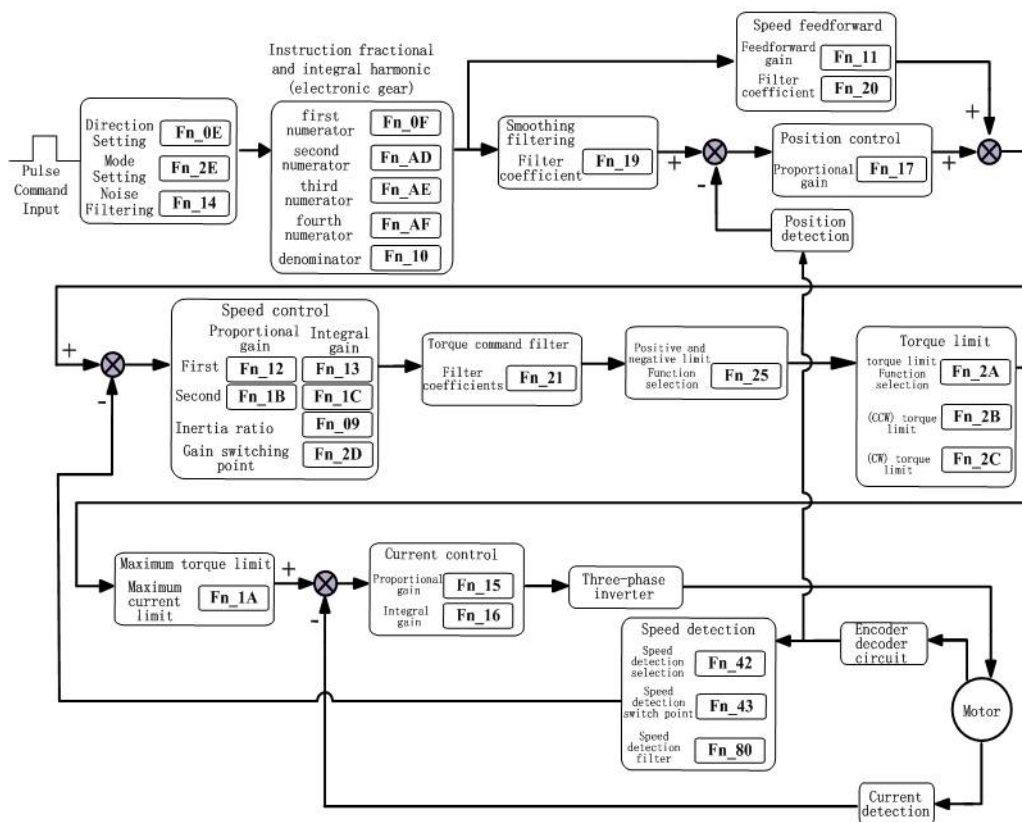 Pulse
Command
Input
Direction
Setting
Fn_0E
Mode
Setting
Fn_2E
Noise
Filtering
Fn_14
Instruction fractional
and integral harmonic
(electronic gear)
first
numerator
Fn_0F
second
numerator
Fn_AD
third
numerator
Fn_AE
fourth
numerator
Fn_AF
denominator
Fn_10
Smoothing
filtering
Filter
coefficient
Fn_19
Speed feedforward
Feedforward
gain
Fn_11
Filter
coefficient
Fn_20
+
-
Position control
Proportional
gain
Fn_17
+
+
Position
detection
+
-
Speed control
Proportional
gain
Integral
gain
First
Fn_12
Fn_13
Second
Fn_1B
Fn_1C
Inertia ratio
Fn_09
Gain switching
point
Fn_2D
Torque command filter
Filter
coefficients
Fn_21
Positive and
negative limit
Function
selection
Fn_25
Torque limit
torque limit
Function
selection
Fn_2A
(CCW) torque
limit
Fn_2B
(CW) torque
limit
Fn_2C
Maximum torque limit
Maximum
current
limit
Fn_1A
+
-
Current control
Proportional
gain
Fn_15
Integral
gain
Fn_16
Three-phase
inverter
Speed detection
Speed
detection
selection
Fn_42
Speed
detection
switch point
Fn_43
Speed
detection
filter
Fn_80
Encoder
decoder
circuit
Motor
Current
detection